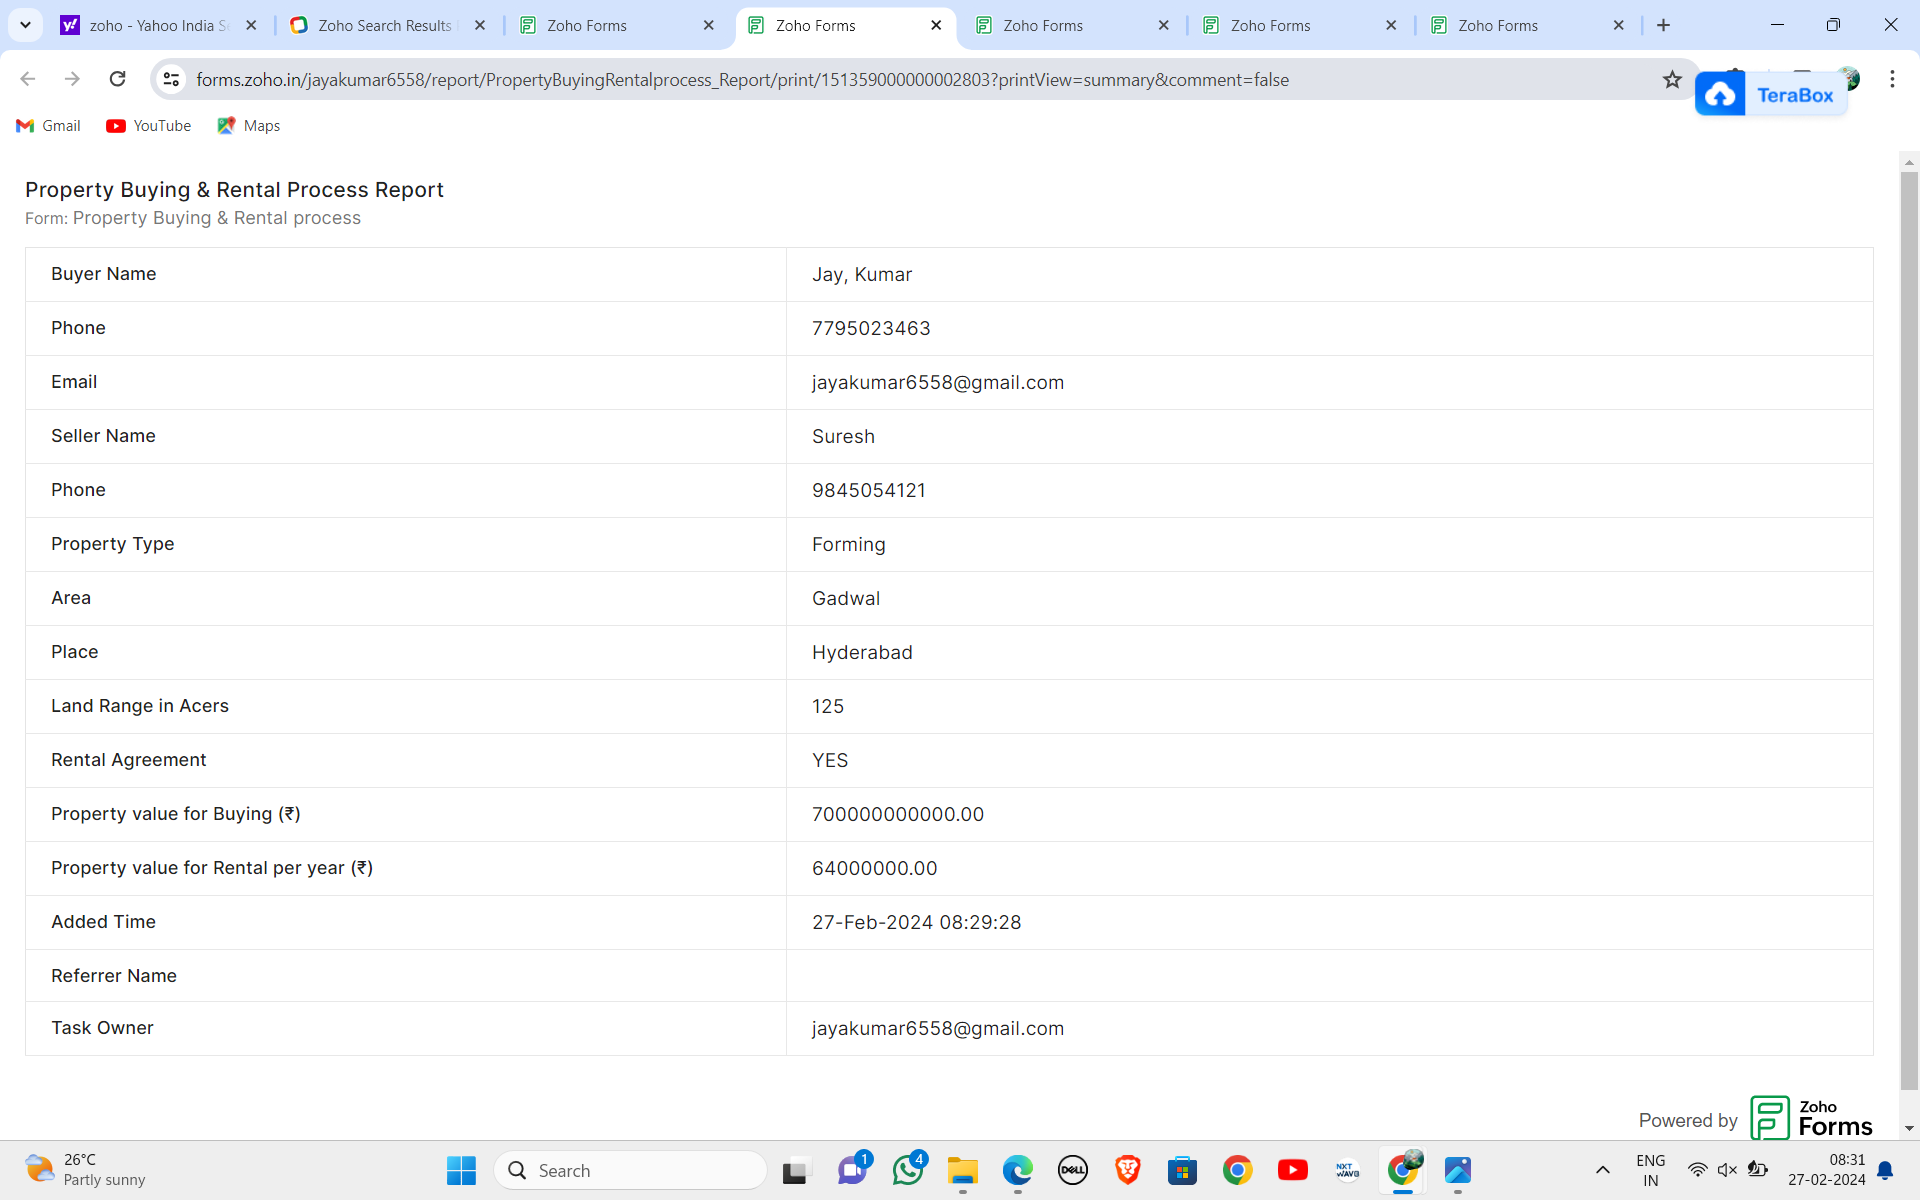 zoho - Yahoo India Se
Zoho Search Results
Zoho Forms
Zoho Forms
Zoho Forms
Zoho Forms
Zoho Forms
forms.zoho.in/jayakumar6558/report/PropertyBuyingRentalprocess_Report/print/151359000000002803?printView=summary&comment=false
TeraBox
Gmail
YouTube
Maps
Property Buying & Rental Process Report
Form: Property Buying & Rental process
Buyer Name Jay, Kumar
Phone 7795023463
Email jayakumar6558@gmail.com
Seller Name Suresh
Phone 9845054121
Property Type Forming
Area Gadwal
Place Hyderabad
Land Range in Acers 125
Rental Agreement YES
Property value for Buying (₹) 700000000000.00
Property value for Rental per year (₹) 64000000.00
Added Time 27-Feb-2024 08:29:28
Referrer Name
Task Owner jayakumar6558@gmail.com
Powered by Zoho Forms
26°C
Partly sunny
Search
1
4
DELL
NXT
WAVE
ENG
IN
08:31
27-02-2024